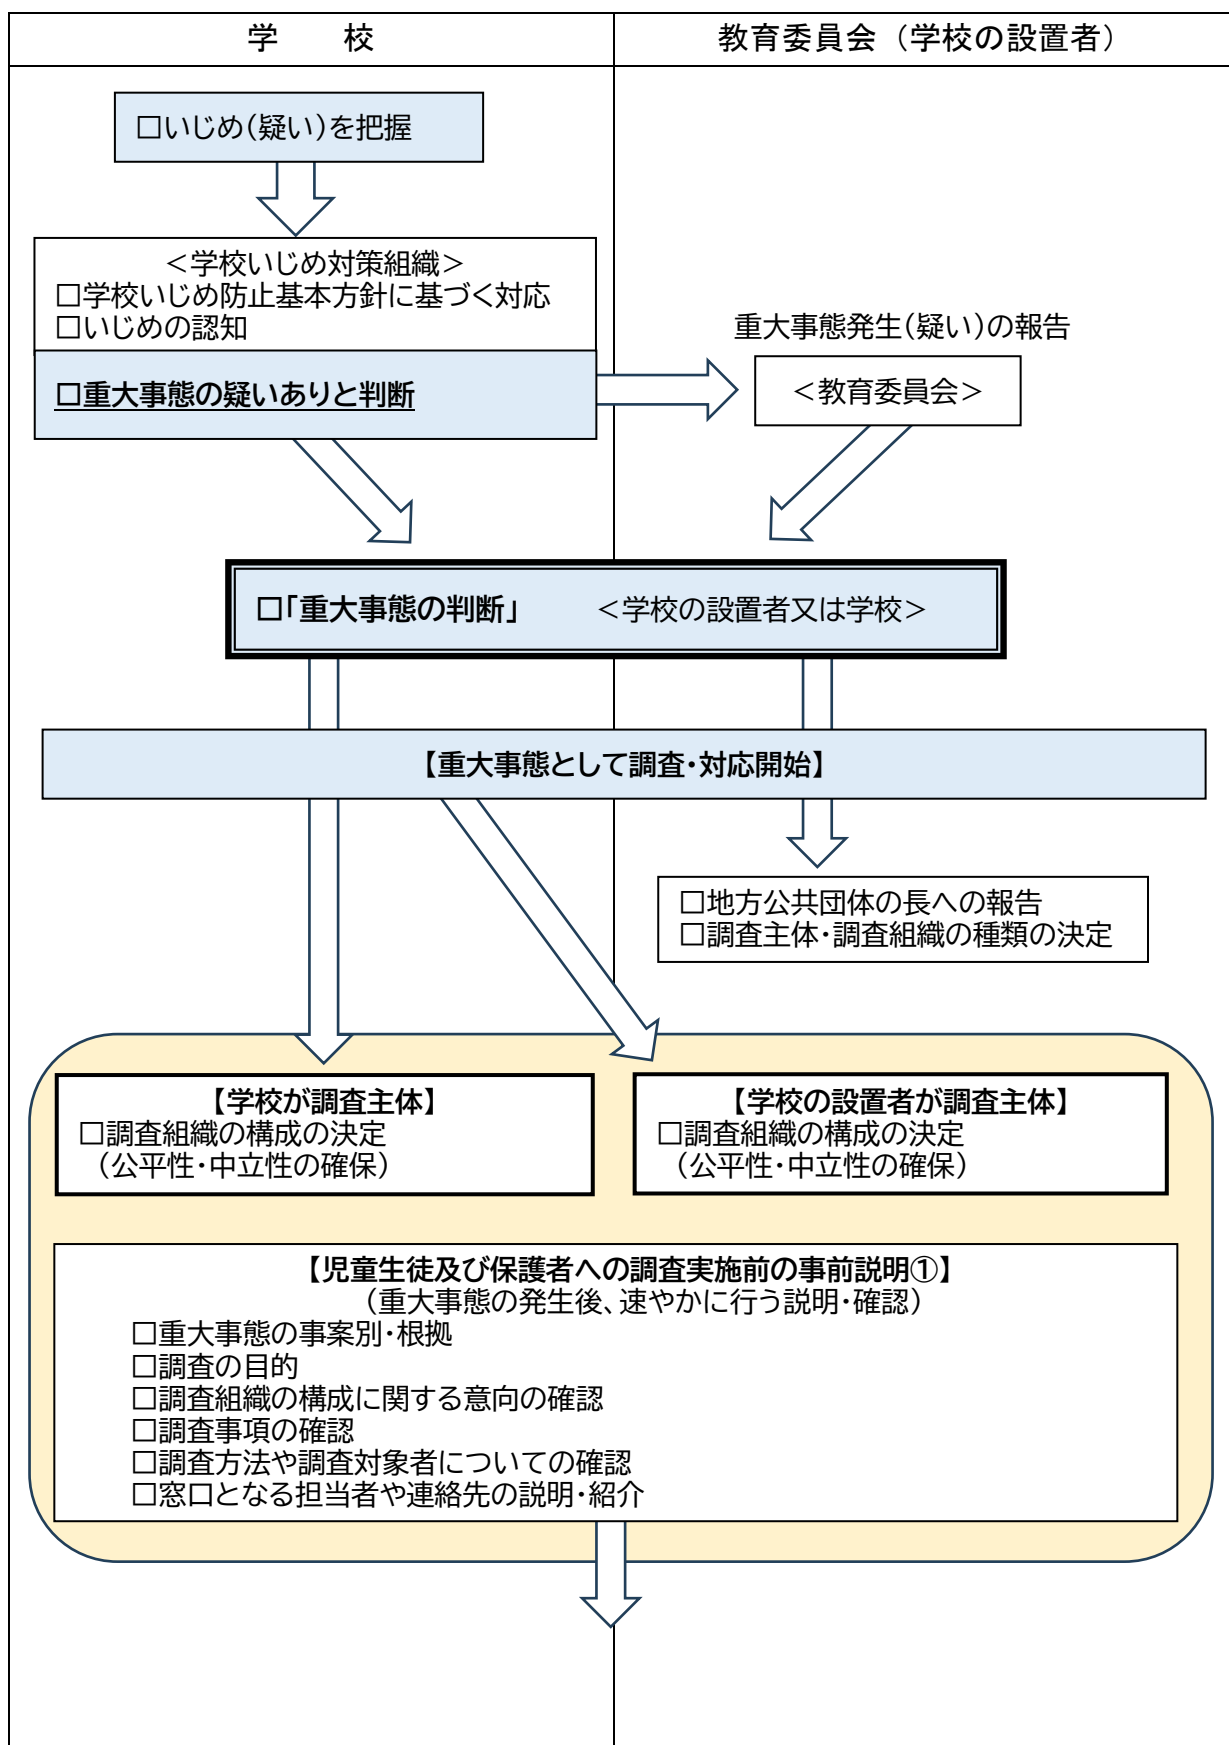 学　校
教育委員会（学校の設置者）
□いじめ（疑い）を把握
＜学校いじめ対策組織＞
□学校いじめ防止基本方針に基づく対応
□いじめの認知
□重大事態の疑いありと判断
重大事態発生（疑い）の報告
＜教育委員会＞
□「重大事態の判断」　＜学校の設置者又は学校＞
【重大事態として調査・対応開始】
□地方公共団体の長への報告
□調査主体・調査組織の種類の決定
【学校が調査主体】
□調査組織の構成の決定
（公平性・中立性の確保）
【学校の設置者が調査主体】
□調査組織の構成の決定
（公平性・中立性の確保）
【児童生徒及び保護者への調査実施前の事前説明①】
（重大事態の発生後、速やかに行う説明・確認）
□重大事態の事案別・根拠
□調査の目的
□調査組織の構成に関する意向の確認
□調査事項の確認
□調査方法や調査対象者についての確認
□窓口となる担当者や連絡先の説明・紹介